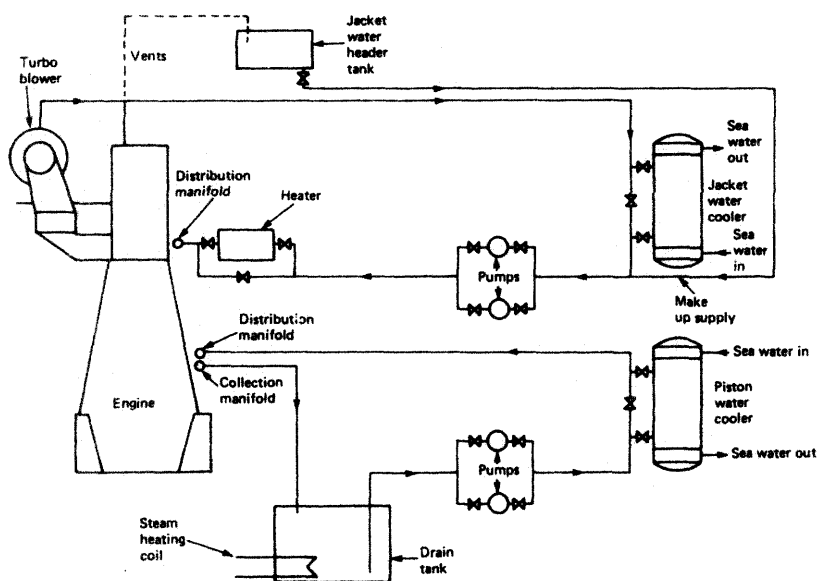 Jacket
water
header
tank
Vents
Turbo
blower
Sea
water
out
Distribution
manifold
Heater
Jacket
water
cooler
Sea
water
in
Pumps
Make
up supply
Distribution
manifold
Sea water in
Collection
manifold
Piston
water
cooler
Engine
Sea water out
Pumps
Steam
heating
coil
Drain
tank